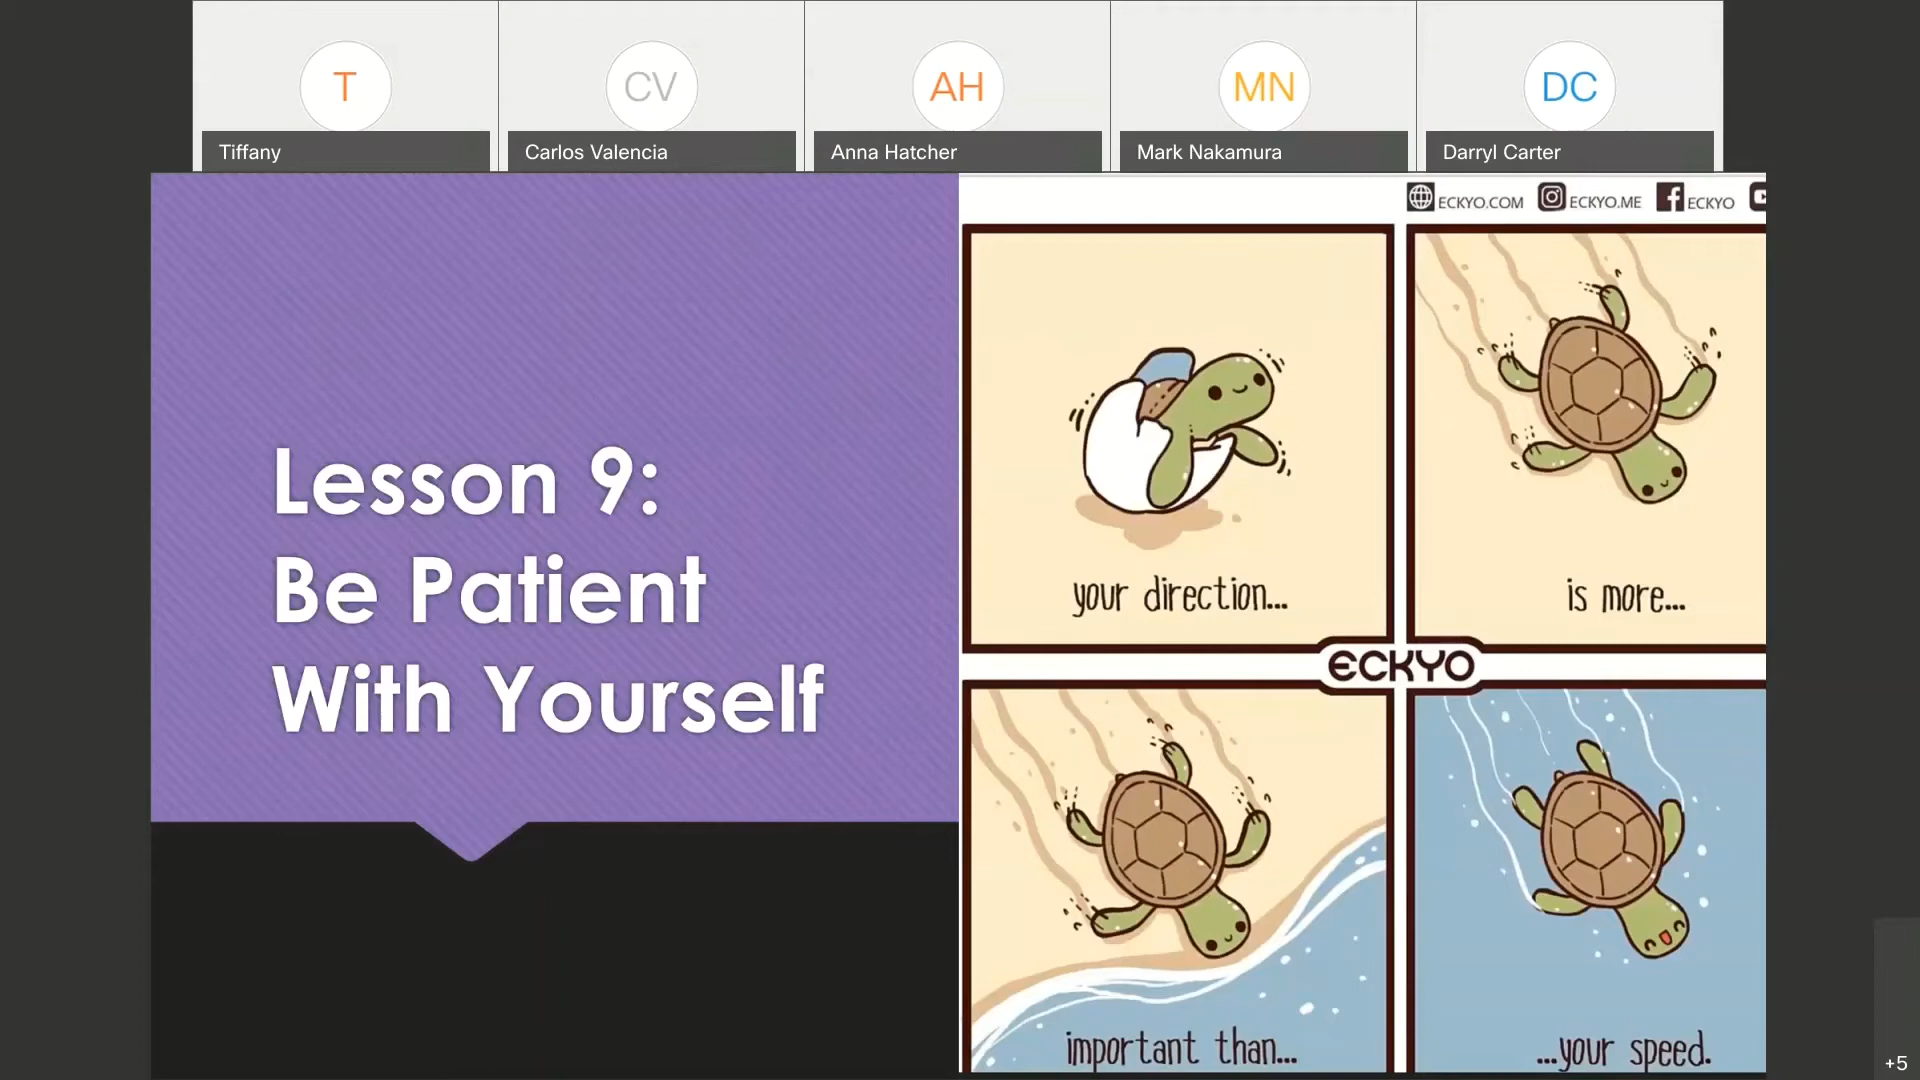 T
CV
AH
MN
DC
Tiffany
Carlos Valencia
Anna Hatcher
Mark Nakamura
Darryl Carter
Lesson 9:
Be Patient
With Yourself
ECKYO.COM
ECKYO.ME
ECKYO
your direction...
is more...
ECKYO
important than...
...your speed.
+5